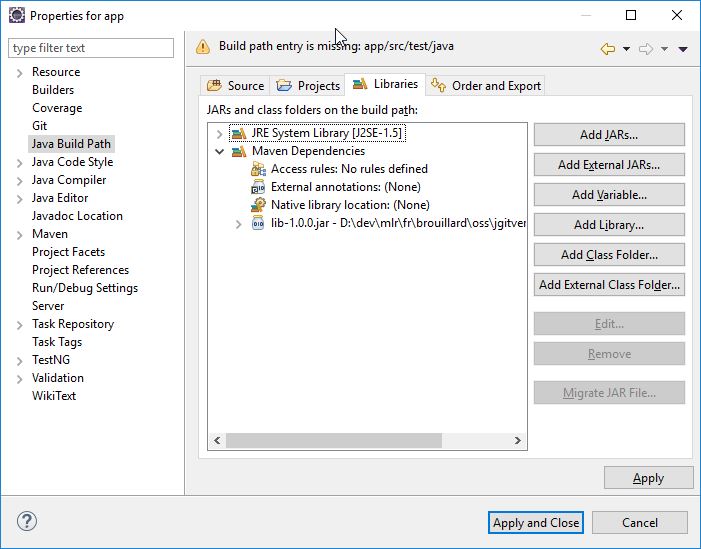 Properties for app
type filter text
Resource
Builders
Coverage
Git
Java Build Path
Java Code Style
Java Compiler
Java Editor
Javadoc Location
Maven
Project Facets
Project References
Run/Debug Settings
Server
Task Repository
Task Tags
TestNG
Validation
WikiText
Build path entry is missing: app/src/test/java
Source Projects Libraries Order and Export
JARs and class folders on the build path:
JRE System Library [J2SE-1.5]
Maven Dependencies
Access rules: No rules defined
External annotations: (None)
Native library location: (None)
lib-1.0.0.jar - D:\dev\mlr\fr\brouillard\oss\jgitver
Add JARs...
Add External JARs...
Add Variable...
Add Library...
Add Class Folder...
Add External Class Folder...
Edit...
Remove
Migrate JAR File...
Apply
Apply and Close
Cancel